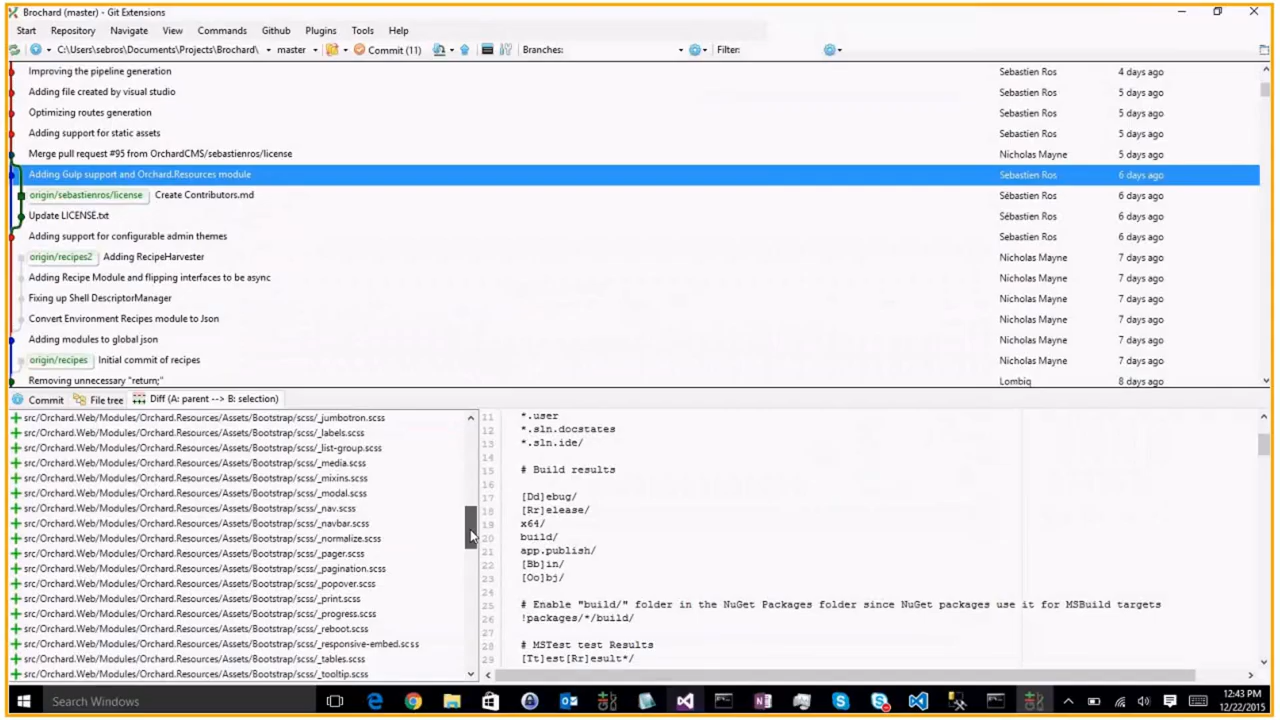 Brochard (master) - Git Extensions
Start Repository Navigate View Commands Github Plugins Tools Help
C:\Users\sebros\Documents\Projects\Brochard\ master Commit (11) Branches: Filter:
Improving the pipeline generation Sebastien Ros 4 days ago
Adding file created by visual studio Sebastien Ros 5 days ago
Optimizing routes generation Sebastien Ros 5 days ago
Adding support for static assets Sebastien Ros 5 days ago
Merge pull request #95 from OrchardCMS/sebastienros/license Nicholas Mayne 5 days ago
Adding Gulp support and Orchard.Resources module Sebastien Ros 6 days ago
origin/sebastienros/license Create Contributors.md Sébastien Ros 6 days ago
Update LICENSE.txt Sébastien Ros 6 days ago
Adding support for configurable admin themes Sebastien Ros 6 days ago
origin/recipes2 Adding RecipeHarvester Nicholas Mayne 7 days ago
Adding Recipe Module and flipping interfaces to be async Nicholas Mayne 7 days ago
Fixing up Shell DescriptorManager Nicholas Mayne 7 days ago
Convert Environment Recipes module to Json Nicholas Mayne 7 days ago
Adding modules to global json Nicholas Mayne 7 days ago
origin/recipes Initial commit of recipes Nicholas Mayne 7 days ago
Removing unnecessary "return;" Lombiq 8 days ago
Commit File tree Diff (A: parent --> B: selection)
src/Orchard.Web/Modules/Orchard.Resources/Assets/Bootstrap/scss/_jumbotron.scss
src/Orchard.Web/Modules/Orchard.Resources/Assets/Bootstrap/scss/_labels.scss
src/Orchard.Web/Modules/Orchard.Resources/Assets/Bootstrap/scss/_list-group.scss
src/Orchard.Web/Modules/Orchard.Resources/Assets/Bootstrap/scss/_media.scss
src/Orchard.Web/Modules/Orchard.Resources/Assets/Bootstrap/scss/_mixins.scss
src/Orchard.Web/Modules/Orchard.Resources/Assets/Bootstrap/scss/_modal.scss
src/Orchard.Web/Modules/Orchard.Resources/Assets/Bootstrap/scss/_nav.scss
src/Orchard.Web/Modules/Orchard.Resources/Assets/Bootstrap/scss/_navbar.scss
src/Orchard.Web/Modules/Orchard.Resources/Assets/Bootstrap/scss/_normalize.scss
src/Orchard.Web/Modules/Orchard.Resources/Assets/Bootstrap/scss/_pager.scss
src/Orchard.Web/Modules/Orchard.Resources/Assets/Bootstrap/scss/_pagination.scss
src/Orchard.Web/Modules/Orchard.Resources/Assets/Bootstrap/scss/_popover.scss
src/Orchard.Web/Modules/Orchard.Resources/Assets/Bootstrap/scss/_print.scss
src/Orchard.Web/Modules/Orchard.Resources/Assets/Bootstrap/scss/_progress.scss
src/Orchard.Web/Modules/Orchard.Resources/Assets/Bootstrap/scss/_reboot.scss
src/Orchard.Web/Modules/Orchard.Resources/Assets/Bootstrap/scss/_responsive-embed.scss
src/Orchard.Web/Modules/Orchard.Resources/Assets/Bootstrap/scss/_tables.scss
src/Orchard.Web/Modules/Orchard.Resources/Assets/Bootstrap/scss/_tooltip.scss
11 *.user
12 *.sln.docstates
13 *.sln.ide/
14
15 # Build results
16
17 [Dd]ebug/
18 [Rr]elease/
19 x64/
20 build/
21 app.publish/
22 [Bb]in/
23 [Oo]bj/
24
25 # Enable "build/" folder in the NuGet Packages folder since NuGet packages use it for MSBuild targets
26 !packages/*/build/
27
28 # MSTest test Results
29 [Tt]est[Rr]esult*/
Search Windows
12:43 PM
12/22/2015